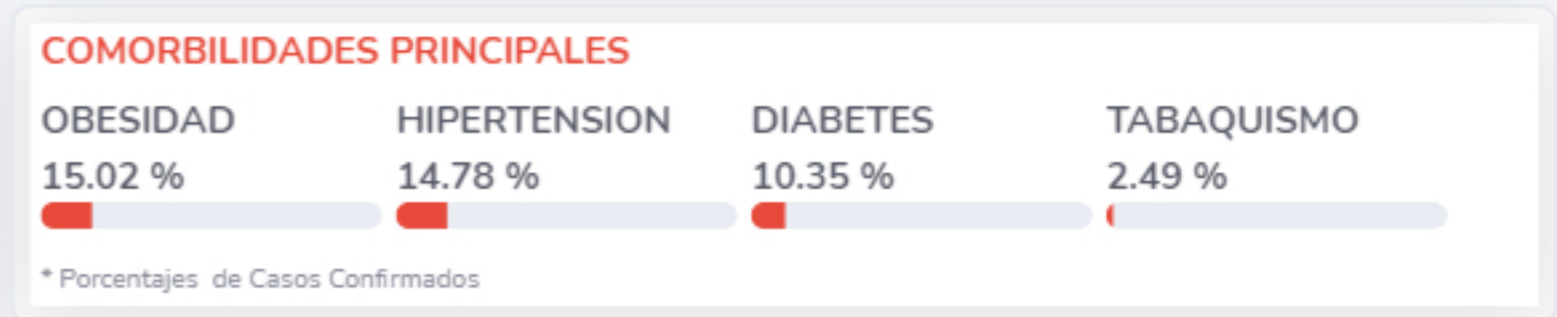 COMORBILIDADES PRINCIPALES
OBESIDAD HIPERTENSION DIABETES TABAQUISMO
15.02 % 14.78 % 10.35 % 2.49 %
* Porcentajes de Casos Confirmados